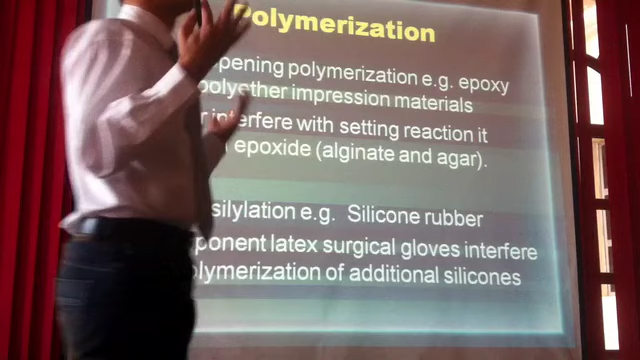 Polymerization
pening polymerization e.g. epoxy
polyether impression materials
r interfere with setting reaction it
epoxide (alginate and agar).
silylation e.g. Silicone rubber
ponent latex surgical gloves interfere
olymerization of additional silicones